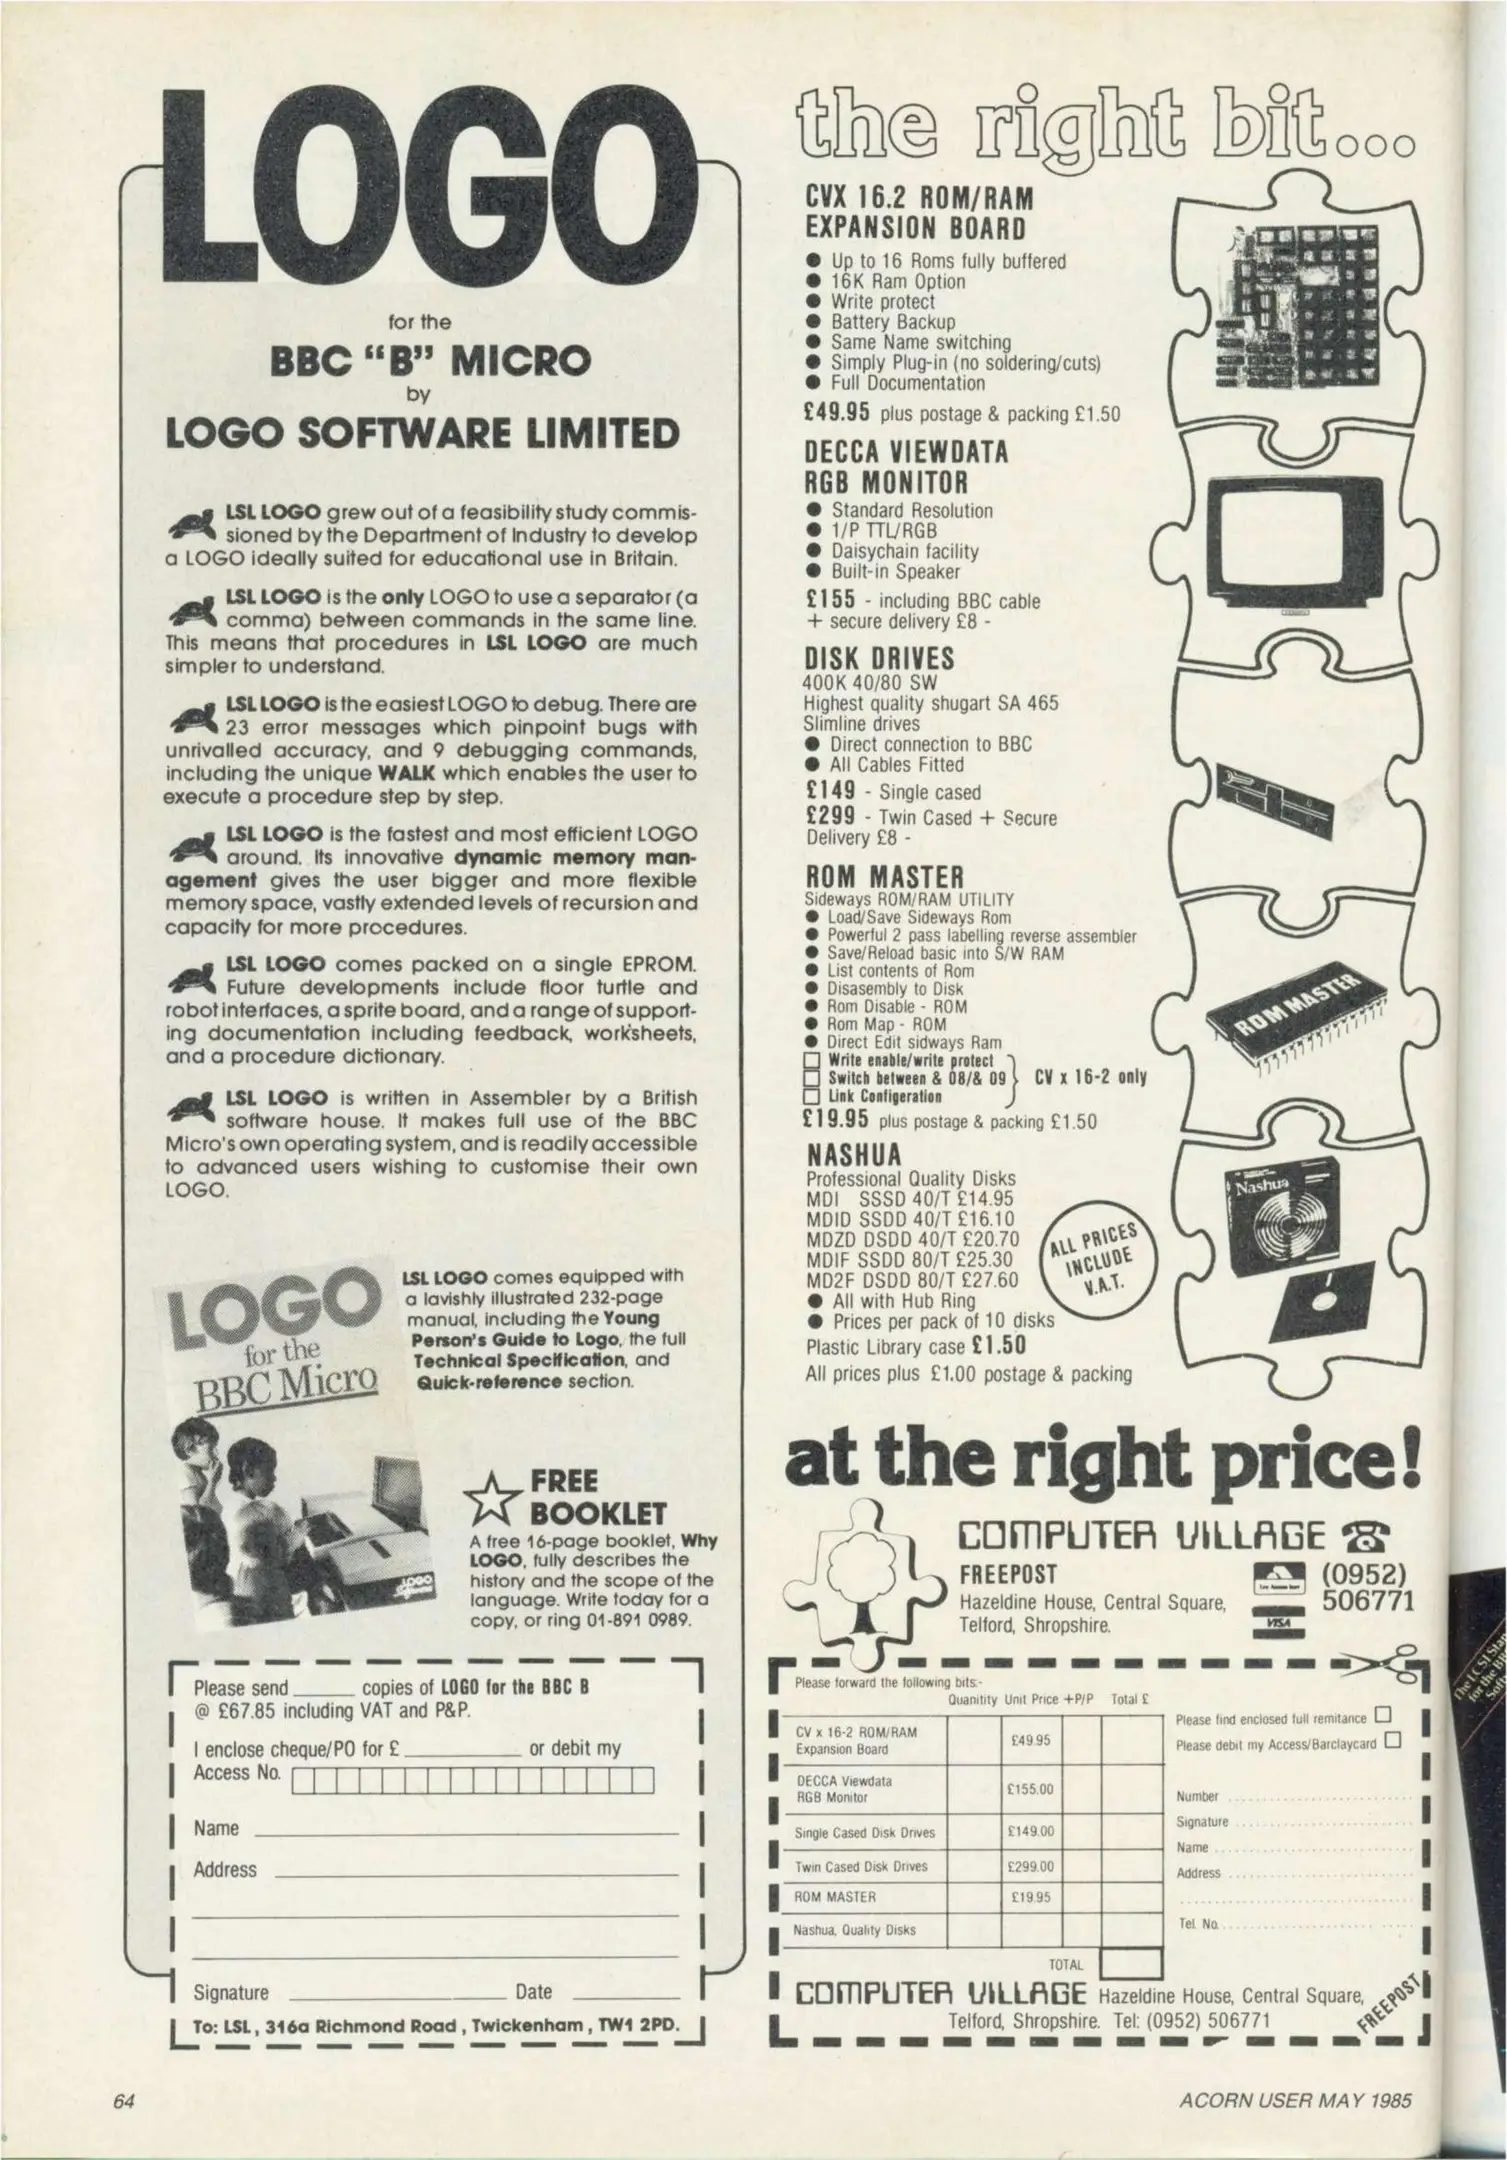 LOGO
for the
BBC "B" MICRO
by
LOGO SOFTWARE LIMITED
LSL LOGO grew out of a feasibility study commis-
sioned by the Department of Industry to develop
a LOGO ideally suited for educational use in Britain.
LSL LOGO is the only LOGO to use a separator (a
comma) between commands in the same line.
This means that procedures in LSL LOGO are much
simpler to understand.
LSL LOGO is the easiest LOGO to debug. There are
23 error messages which pinpoint bugs with
unrivalled accuracy, and 9 debugging commands,
including the unique WALK which enables the user to
execute a procedure step by step.
LSL LOGO is the fastest and most efficient LOGO
around. Its innovative dynamic memory man-
agement gives the user bigger and more flexible
memory space, vastly extended levels of recursion and
capacity for more procedures.
LSL LOGO comes packed on a single EPROM.
Future developments include floor turtle and
robot interfaces, a sprite board, and a range of support-
ing documentation including feedback, worksheets,
and a procedure dictionary.
LSL LOGO is written in Assembler by a British
software house. It makes full use of the BBC
Micro's own operating system, and is readily accessible
to advanced users wishing to customise their own
LOGO.
LOGO
for the
BBC Micro
LOGO
LSL LOGO comes equipped with
a lavishly illustrated 232-page
manual, including the Young
Person's Guide to Logo, the full
Technical Specification, and
Quick-reference section.
FREE
BOOKLET
A free 16-page booklet, Why
LOGO, fully describes the
history and the scope of the
language. Write today for a
copy, or ring 01-891 0989.
Please send ______ copies of LOGO for the BBC B
@ £67.85 including VAT and P&P.
I enclose cheque/PO for £ __________ or debit my
Access No.
Name
Address
Signature ____________ Date ________
To: LSL, 316a Richmond Road, Twickenham, TW1 2PD.
the right bit...
CVX 16.2 ROM/RAM
EXPANSION BOARD
● Up to 16 Roms fully buffered
● 16K Ram Option
● Write protect
● Battery Backup
● Same Name switching
● Simply Plug-in (no soldering/cuts)
● Full Documentation
£49.95 plus postage & packing £1.50
DECCA VIEWDATA
RGB MONITOR
● Standard Resolution
● 1/P TTL/RGB
● Daisychain facility
● Built-in Speaker
£155 - including BBC cable
+ secure delivery £8 -
DISK DRIVES
400K 40/80 SW
Highest quality shugart SA 465
Slimline drives
● Direct connection to BBC
● All Cables Fitted
£149 - Single cased
£299 - Twin Cased + Secure
Delivery £8 -
ROM MASTER
Sideways ROM/RAM UTILITY
● Load/Save Sideways Rom
● Powerful 2 pass labelling reverse assembler
● Save/Reload basic into S/W RAM
● List contents of Rom
● Disasembly to Disk
● Rom Disable - ROM
● Rom Map - ROM
● Direct Edit sidways Ram
□ Write enable/write protect
□ Switch between & 08/& 09 } CV x 16-2 only
□ Link Configeration
£19.95 plus postage & packing £1.50
ROM MASTER
NASHUA
Professional Quality Disks
MDI SSSD 40/T £14.95
MDID SSDD 40/T £16.10
MDZD DSDD 40/T £20.70
MDIF SSDD 80/T £25.30
MD2F DSDD 80/T £27.60
● All with Hub Ring
● Prices per pack of 10 disks
Plastic Library case £1.50
All prices plus £1.00 postage & packing
ALL PRICES
INCLUDE
V.A.T.
Nashua
at the right price!
COMPUTER VILLAGE ☎
FREEPOST
Hazeldine House, Central Square,
Telford, Shropshire.
VISA
(0952)
506771
Please forward the following bits:-
Quanitity Unit Price +P/P Total £
CV x 16-2 ROM/RAM
Expansion Board £49.95
DECCA Viewdata
RGB Monitor £155.00
Single Cased Disk Drives £149.00
Twin Cased Disk Drives £299.00
ROM MASTER £19.95
Nashua, Quality Disks
TOTAL
Please find enclosed full remitance □
Please debit my Access/Barclaycard □
Number
Signature
Name
Address
Tel. No.
COMPUTER VILLAGE Hazeldine House, Central Square,
Telford, Shropshire. Tel: (0952) 506771
FREEPOST
64
ACORN USER MAY 1985
The LCSI Sta
for the BB
Soft